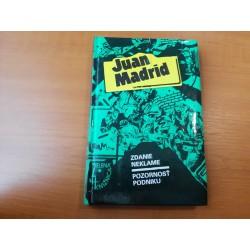 Juan
Madrid
ZDANIE
NEKLAME
POZORNOSŤ
PODNIKU